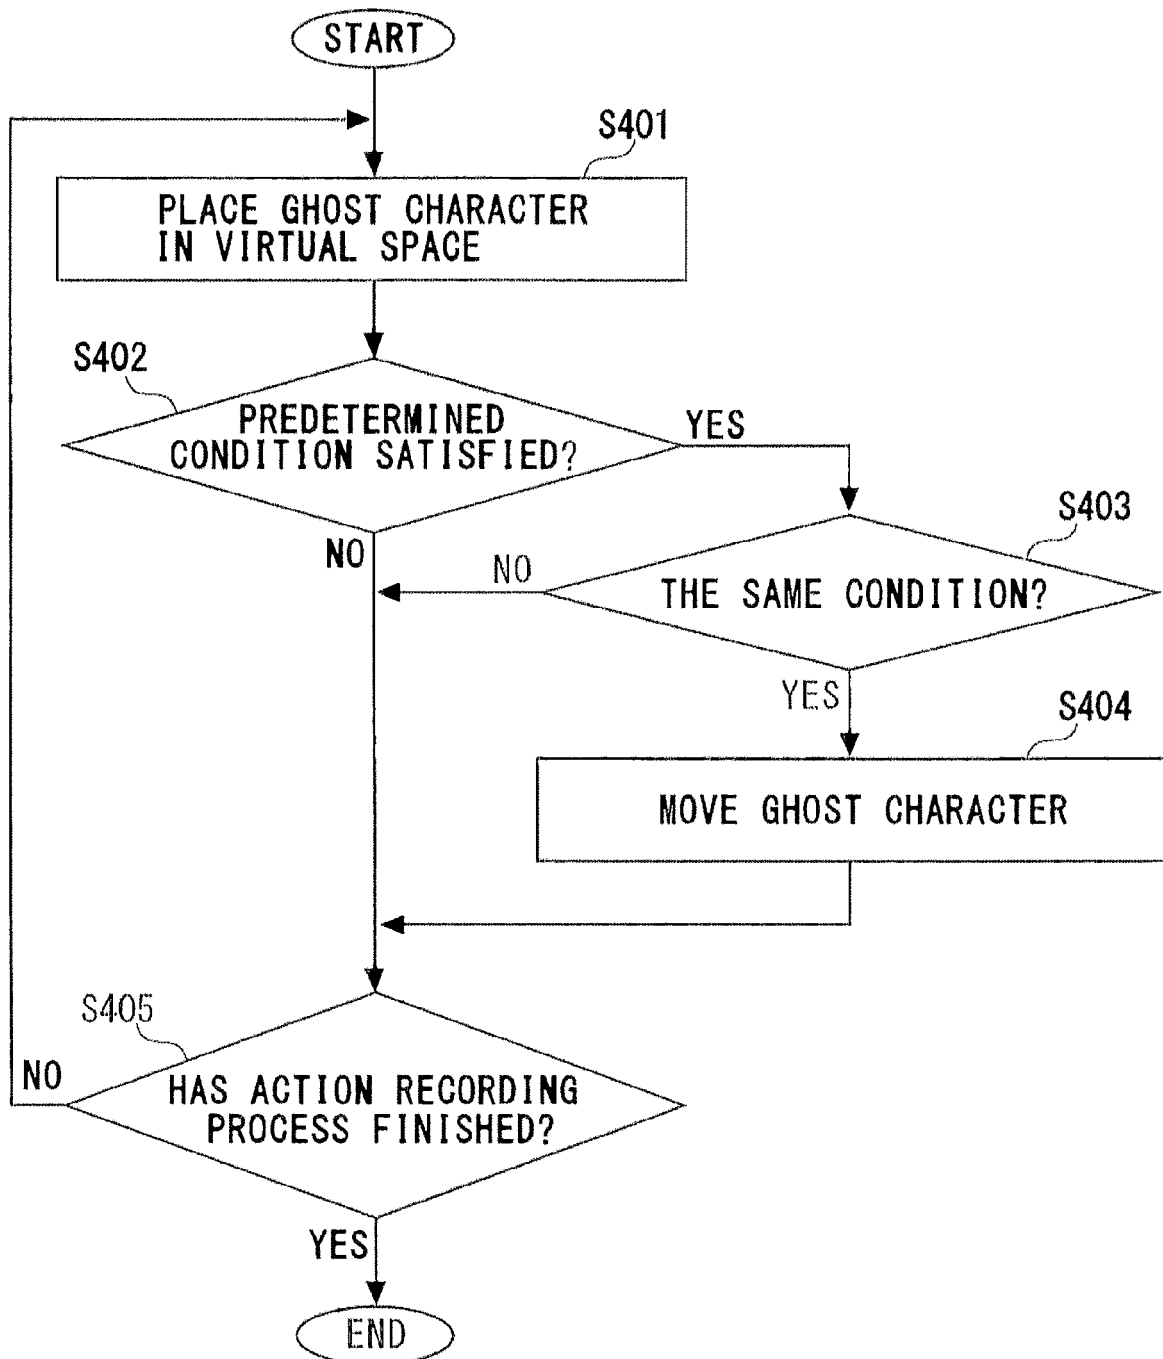 START
S401
PLACE GHOST CHARACTER
IN VIRTUAL SPACE
S402
PREDETERMINED
CONDITION SATISFIED?
YES
NO
S403
NO
THE SAME CONDITION?
YES
S404
MOVE GHOST CHARACTER
S405
NO
HAS ACTION RECORDING
PROCESS FINISHED?
YES
END